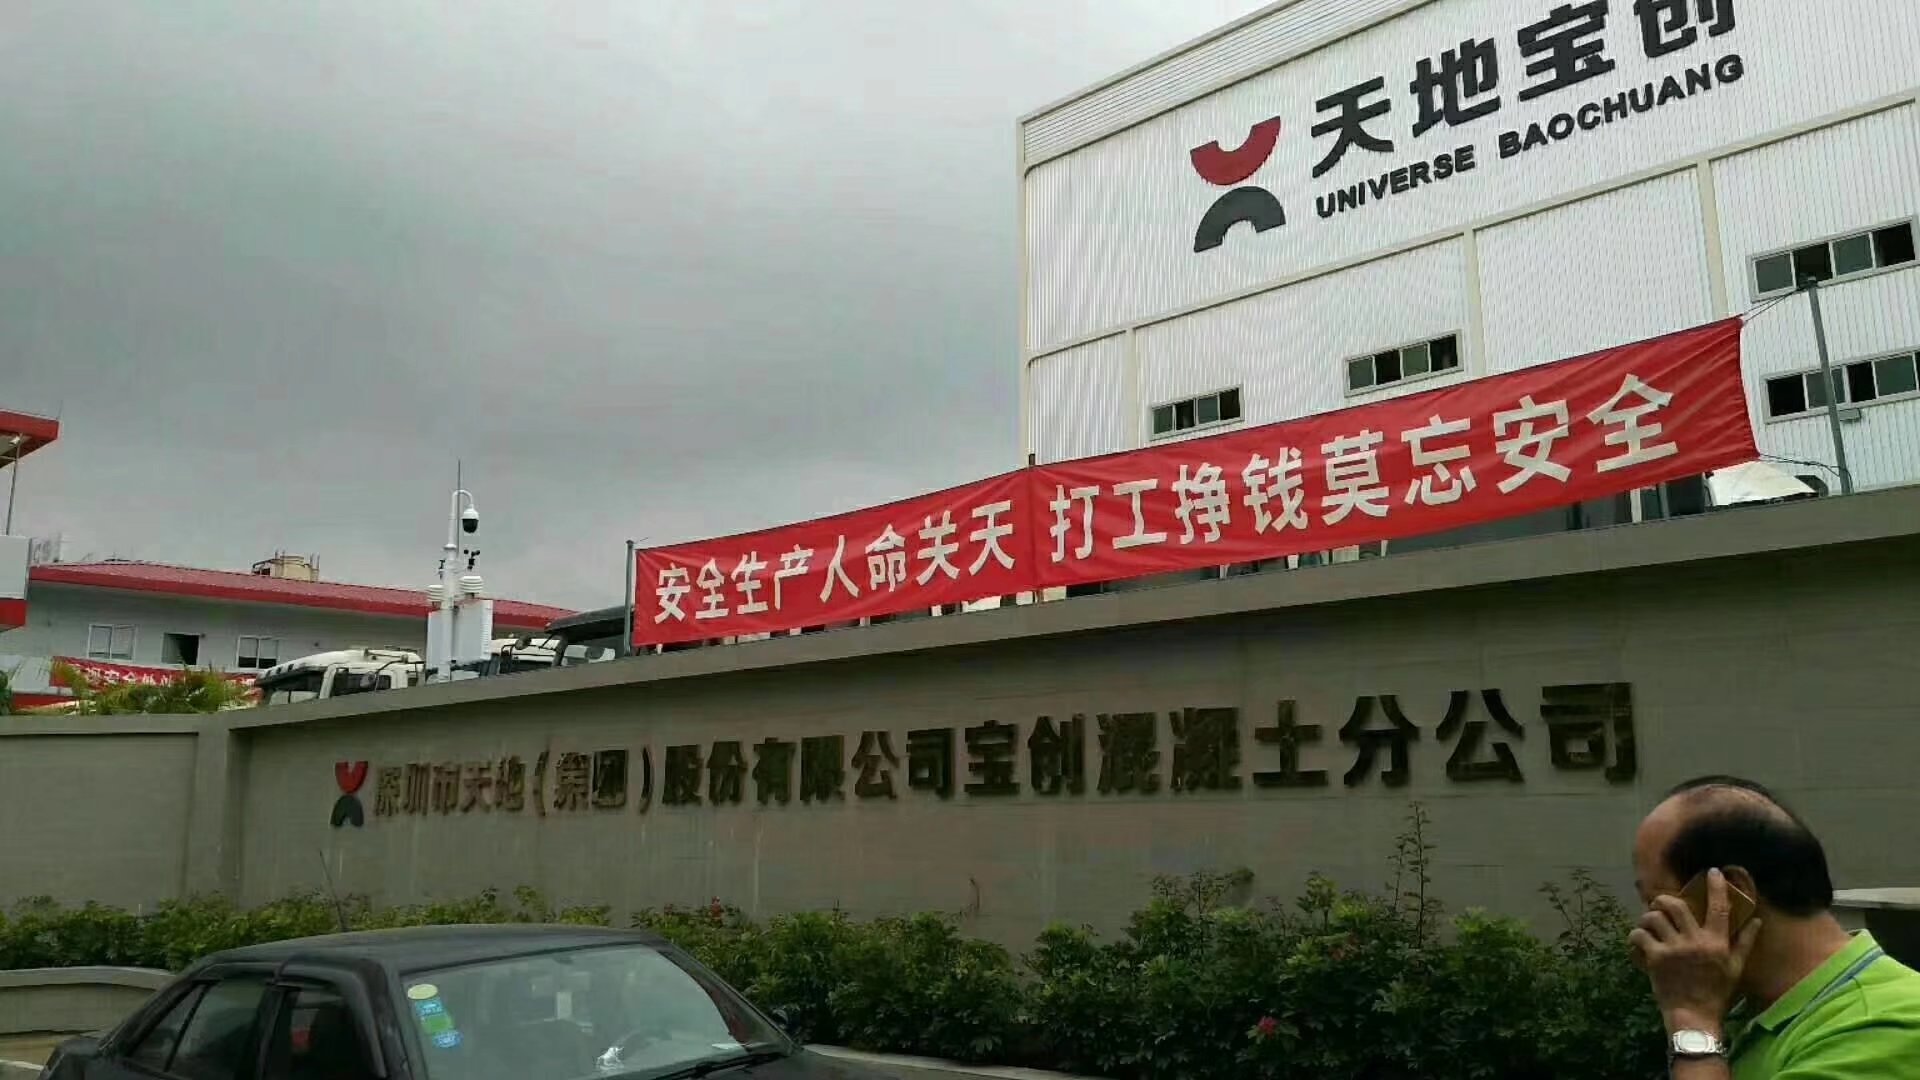 天地宝创
UNIVERSE BAOCHUANG
安全生产人命关天 打工挣钱莫忘安全
深圳市天地(集团)股份有限公司宝创混凝土分公司